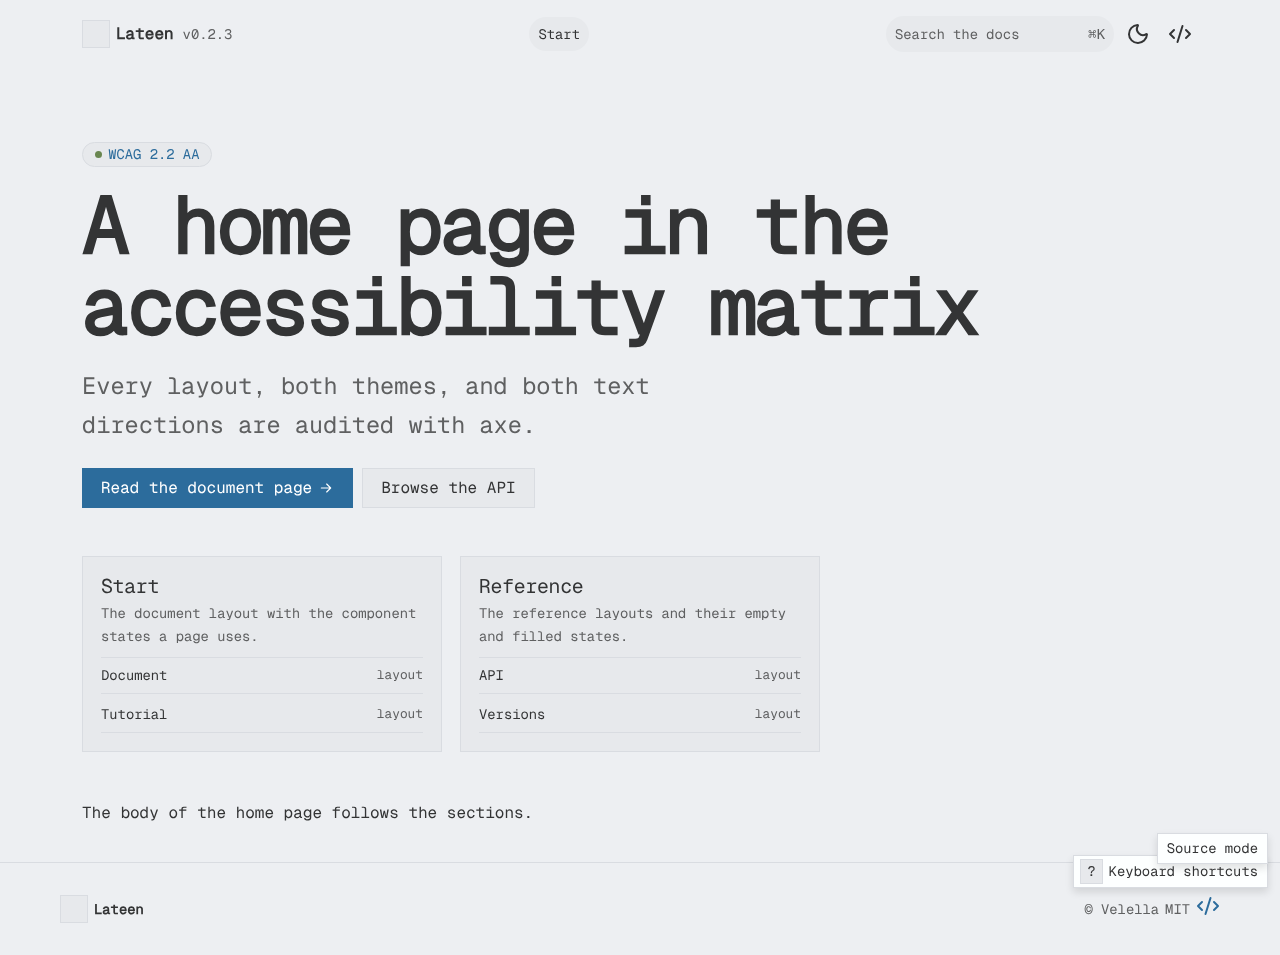 Lateen v0.2.3
Start
Search the docs ⌘K
WCAG 2.2 AA
A home page in the
accessibility matrix
Every layout, both themes, and both text
directions are audited with axe.
Read the document page →
Browse the API
Start
The document layout with the component
states a page uses.
Document layout
Tutorial layout
Reference
The reference layouts and their empty
and filled states.
API layout
Versions layout
The body of the home page follows the sections.
Source mode
? Keyboard shortcuts
Lateen
© Velella MIT